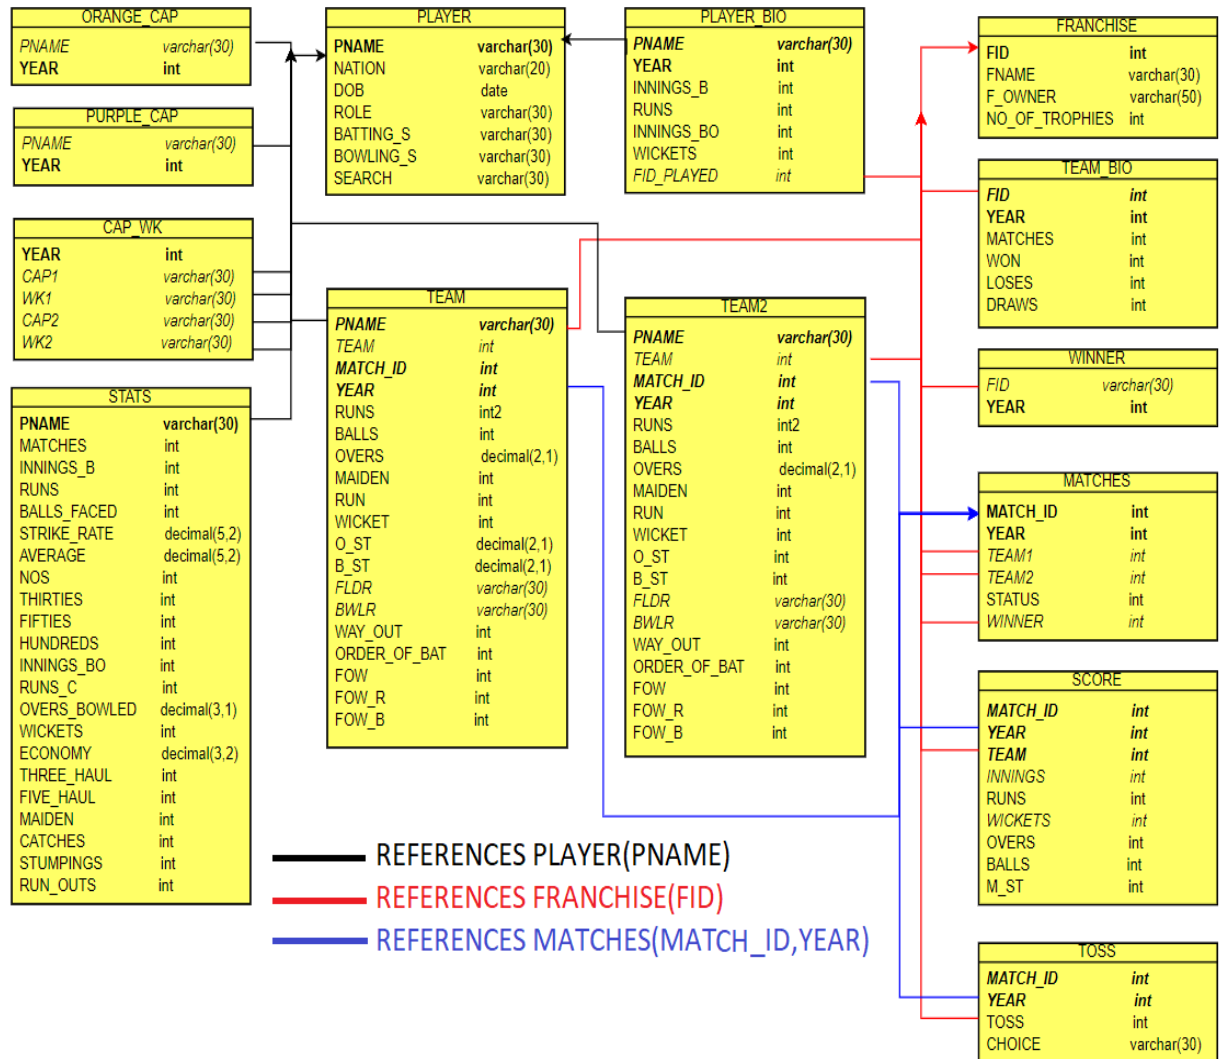 ORANGE_CAP
PNAME varchar(30)
YEAR int
PURPLE_CAP
PNAME varchar(30)
YEAR int
CAP_WK
YEAR int
CAP1 varchar(30)
WK1 varchar(30)
CAP2 varchar(30)
WK2 varchar(30)
STATS
PNAME varchar(30)
MATCHES int
INNINGS_B int
RUNS int
BALLS_FACED int
STRIKE_RATE decimal(5,2)
AVERAGE decimal(5,2)
NOS int
THIRTIES int
FIFTIES int
HUNDREDS int
INNINGS_BO int
RUNS_C int
OVERS_BOWLED decimal(3,1)
WICKETS int
ECONOMY decimal(3,2)
THREE_HAUL int
FIVE_HAUL int
MAIDEN int
CATCHES int
STUMPINGS int
RUN_OUTS int
PLAYER
PNAME varchar(30)
NATION varchar(20)
DOB date
ROLE varchar(30)
BATTING_S varchar(30)
BOWLING_S varchar(30)
SEARCH varchar(30)
TEAM
PNAME varchar(30)
TEAM int
MATCH_ID int
YEAR int
RUNS int2
BALLS int
OVERS decimal(2,1)
MAIDEN int
RUN int
WICKET int
O_ST decimal(2,1)
B_ST decimal(2,1)
FLDR varchar(30)
BWLR varchar(30)
WAY_OUT int
ORDER_OF_BAT int
FOW int
FOW_R int
FOW_B int
PLAYER_BIO
PNAME varchar(30)
YEAR int
INNINGS_B int
RUNS int
INNINGS_BO int
WICKETS int
FID_PLAYED int
TEAM2
PNAME varchar(30)
TEAM int
MATCH_ID int
YEAR int
RUNS int2
BALLS int
OVERS decimal(2,1)
MAIDEN int
RUN int
WICKET int
O_ST int
B_ST int
FLDR varchar(30)
BWLR varchar(30)
WAY_OUT int
ORDER_OF_BAT int
FOW int
FOW_R int
FOW_B int
FRANCHISE
FID int
FNAME varchar(30)
F_OWNER varchar(50)
NO_OF_TROPHIES int
TEAM_BIO
FID int
YEAR int
MATCHES int
WON int
LOSES int
DRAWS int
WINNER
FID varchar(30)
YEAR int
MATCHES
MATCH_ID int
YEAR int
TEAM1 int
TEAM2 int
STATUS int
WINNER int
SCORE
MATCH_ID int
YEAR int
TEAM int
INNINGS int
RUNS int
WICKETS int
OVERS int
BALLS int
M_ST int
TOSS
MATCH_ID int
YEAR int
TOSS int
CHOICE varchar(30)
REFERENCES PLAYER(PNAME)
REFERENCES FRANCHISE(FID)
REFERENCES MATCHES(MATCH_ID,YEAR)